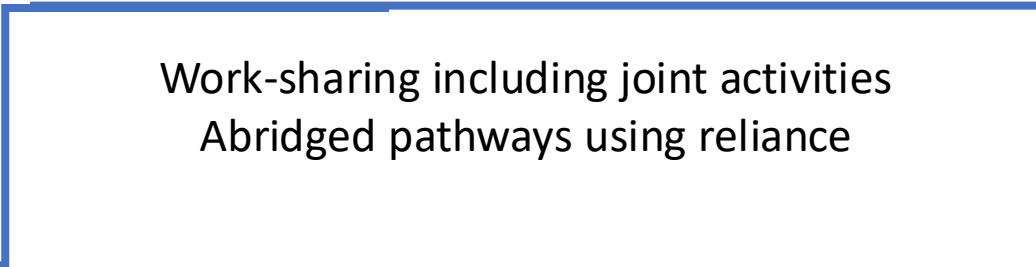 Work-sharing including joint activities
Abridged pathways using reliance